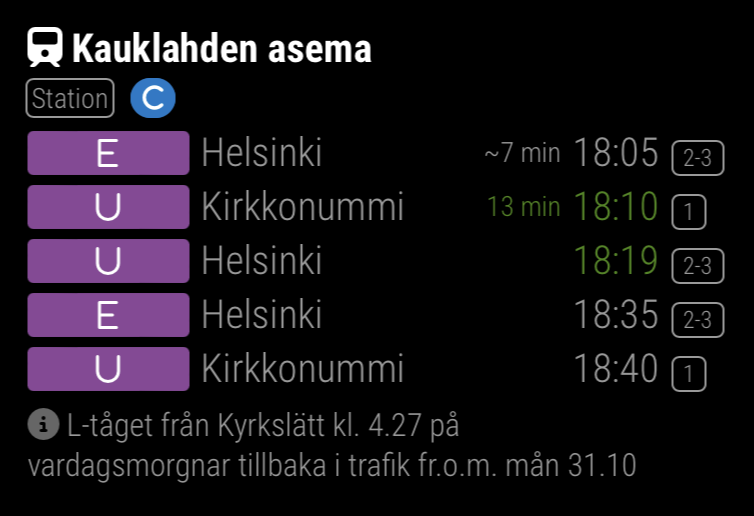 Kauklahden asema
Station C
E Helsinki ~7 min 18:05 2-3
U Kirkkonummi 13 min 18:10 1
U Helsinki 18:19 2-3
E Helsinki 18:35 2-3
U Kirkkonummi 18:40 1
L-tåget från Kyrkslätt kl. 4.27 på
vardagsmorgnar tillbaka i trafik fr.o.m. mån 31.10